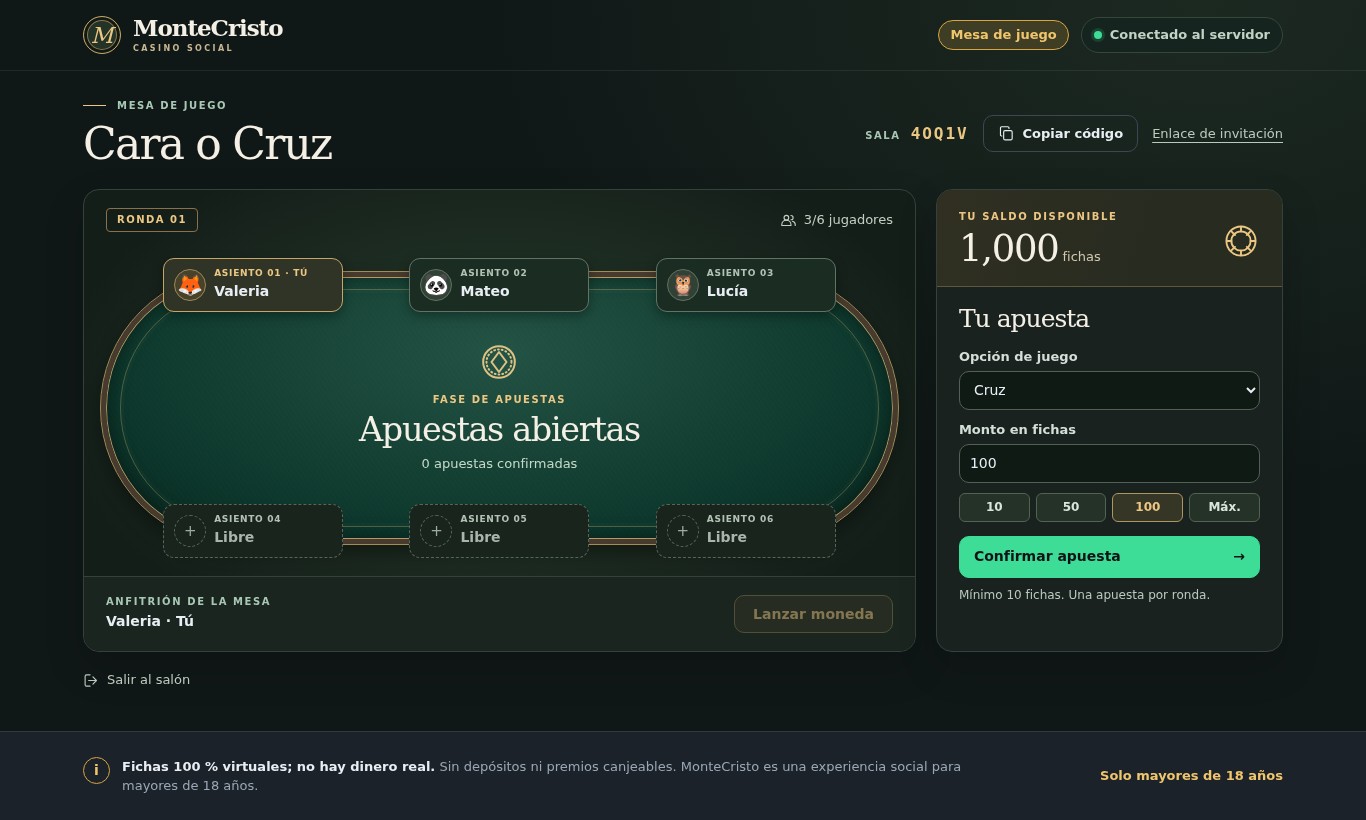 M
MonteCristo
CASINO SOCIAL
Mesa de juego
Conectado al servidor
MESA DE JUEGO
Cara o Cruz
SALA 4OQ1V
Copiar código
Enlace de invitación
RONDA 01
3/6 jugadores
ASIENTO 01 · TÚ
Valeria
ASIENTO 02
Mateo
ASIENTO 03
Lucía
FASE DE APUESTAS
Apuestas abiertas
0 apuestas confirmadas
+
ASIENTO 04
Libre
+
ASIENTO 05
Libre
+
ASIENTO 06
Libre
ANFITRIÓN DE LA MESA
Valeria · Tú
Lanzar moneda
TU SALDO DISPONIBLE
1,000 fichas
Tu apuesta
Opción de juego
Cruz
Monto en fichas
100
10
50
100
Máx.
Confirmar apuesta →
Mínimo 10 fichas. Una apuesta por ronda.
Salir al salón
i
Fichas 100 % virtuales; no hay dinero real. Sin depósitos ni premios canjeables. MonteCristo es una experiencia social para
mayores de 18 años.
Solo mayores de 18 años